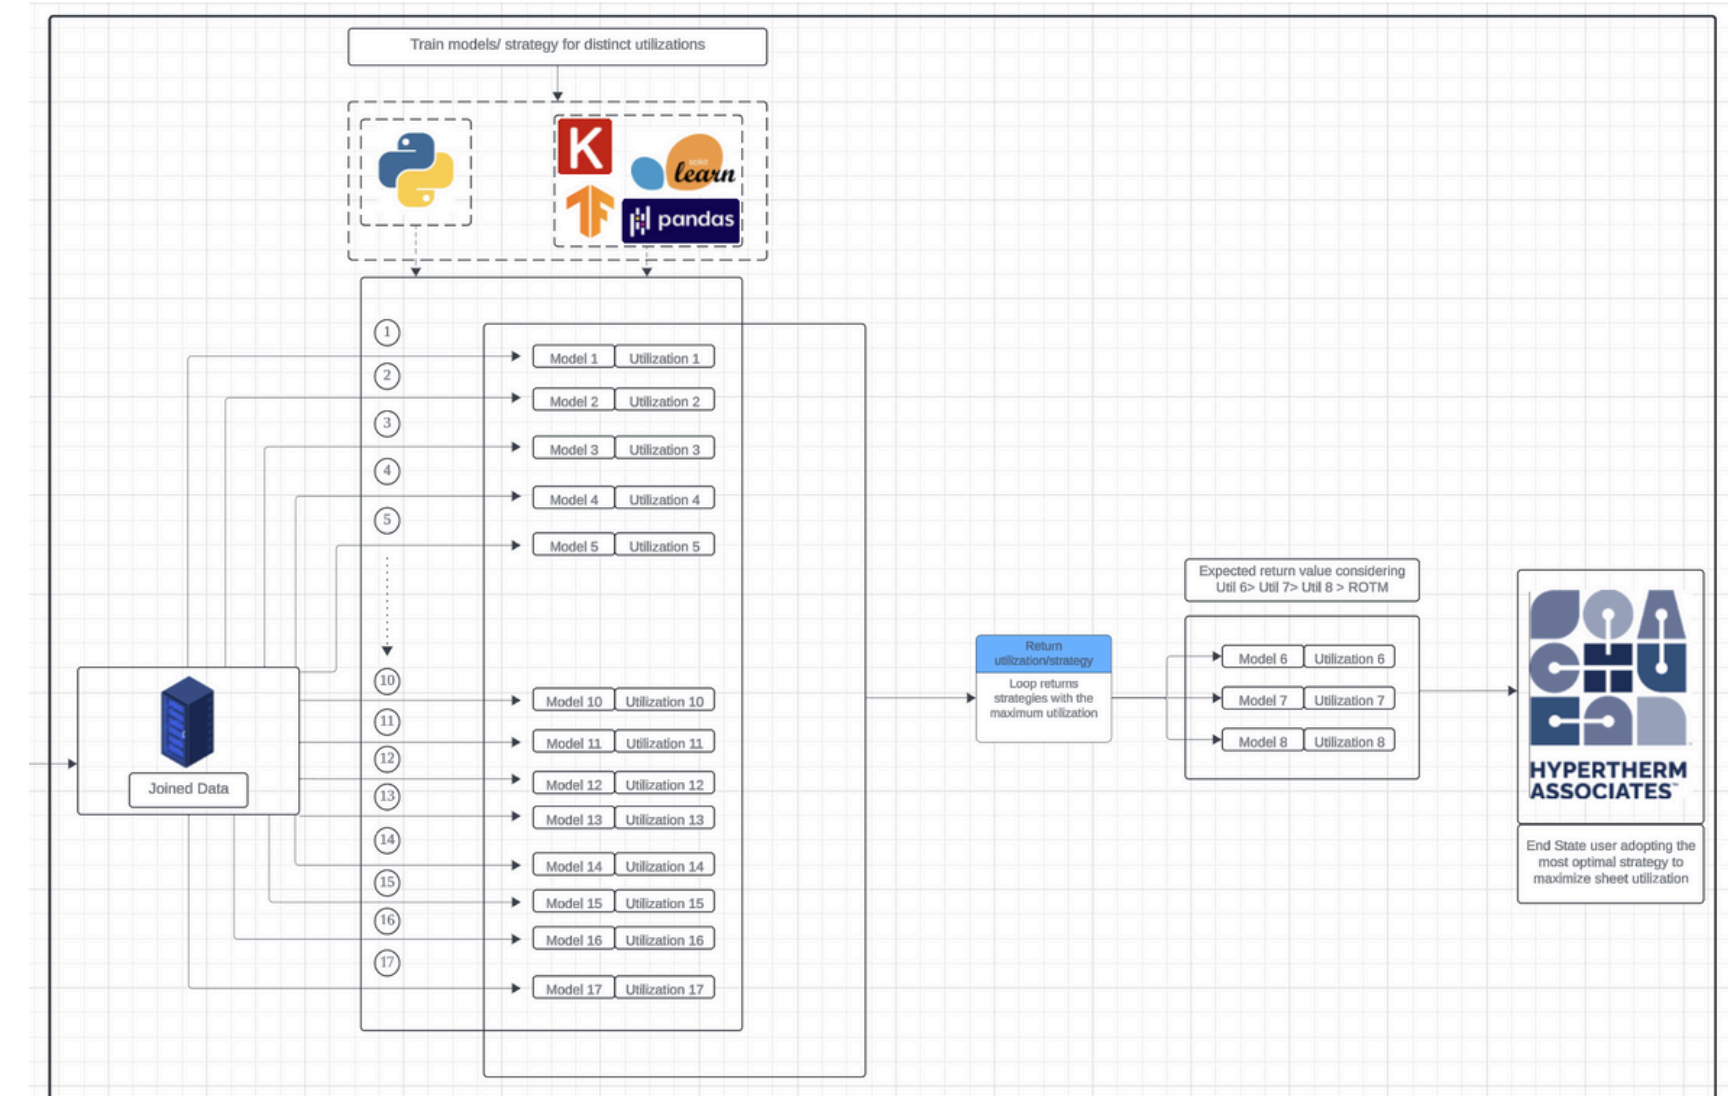 Train models/ strategy for distinct utilizations
K
scikit
learn
pandas
1
Model 1 Utilization 1
2
Model 2 Utilization 2
3
Model 3 Utilization 3
4
Model 4 Utilization 4
5
Model 5 Utilization 5
10
Model 10 Utilization 10
11
Model 11 Utilization 11
12
Model 12 Utilization 12
13
Model 13 Utilization 13
14
Model 14 Utilization 14
15
Model 15 Utilization 15
16
Model 16 Utilization 16
17
Model 17 Utilization 17
Joined Data
Return
utilization/strategy
Loop returns
strategies with the
maximum utilization
Expected return value considering
Util 6> Util 7> Util 8 > ROTM
Model 6 Utilization 6
Model 7 Utilization 7
Model 8 Utilization 8
HYPERTHERM
ASSOCIATES™
End State user adopting the
most optimal strategy to
maximize sheet utilization